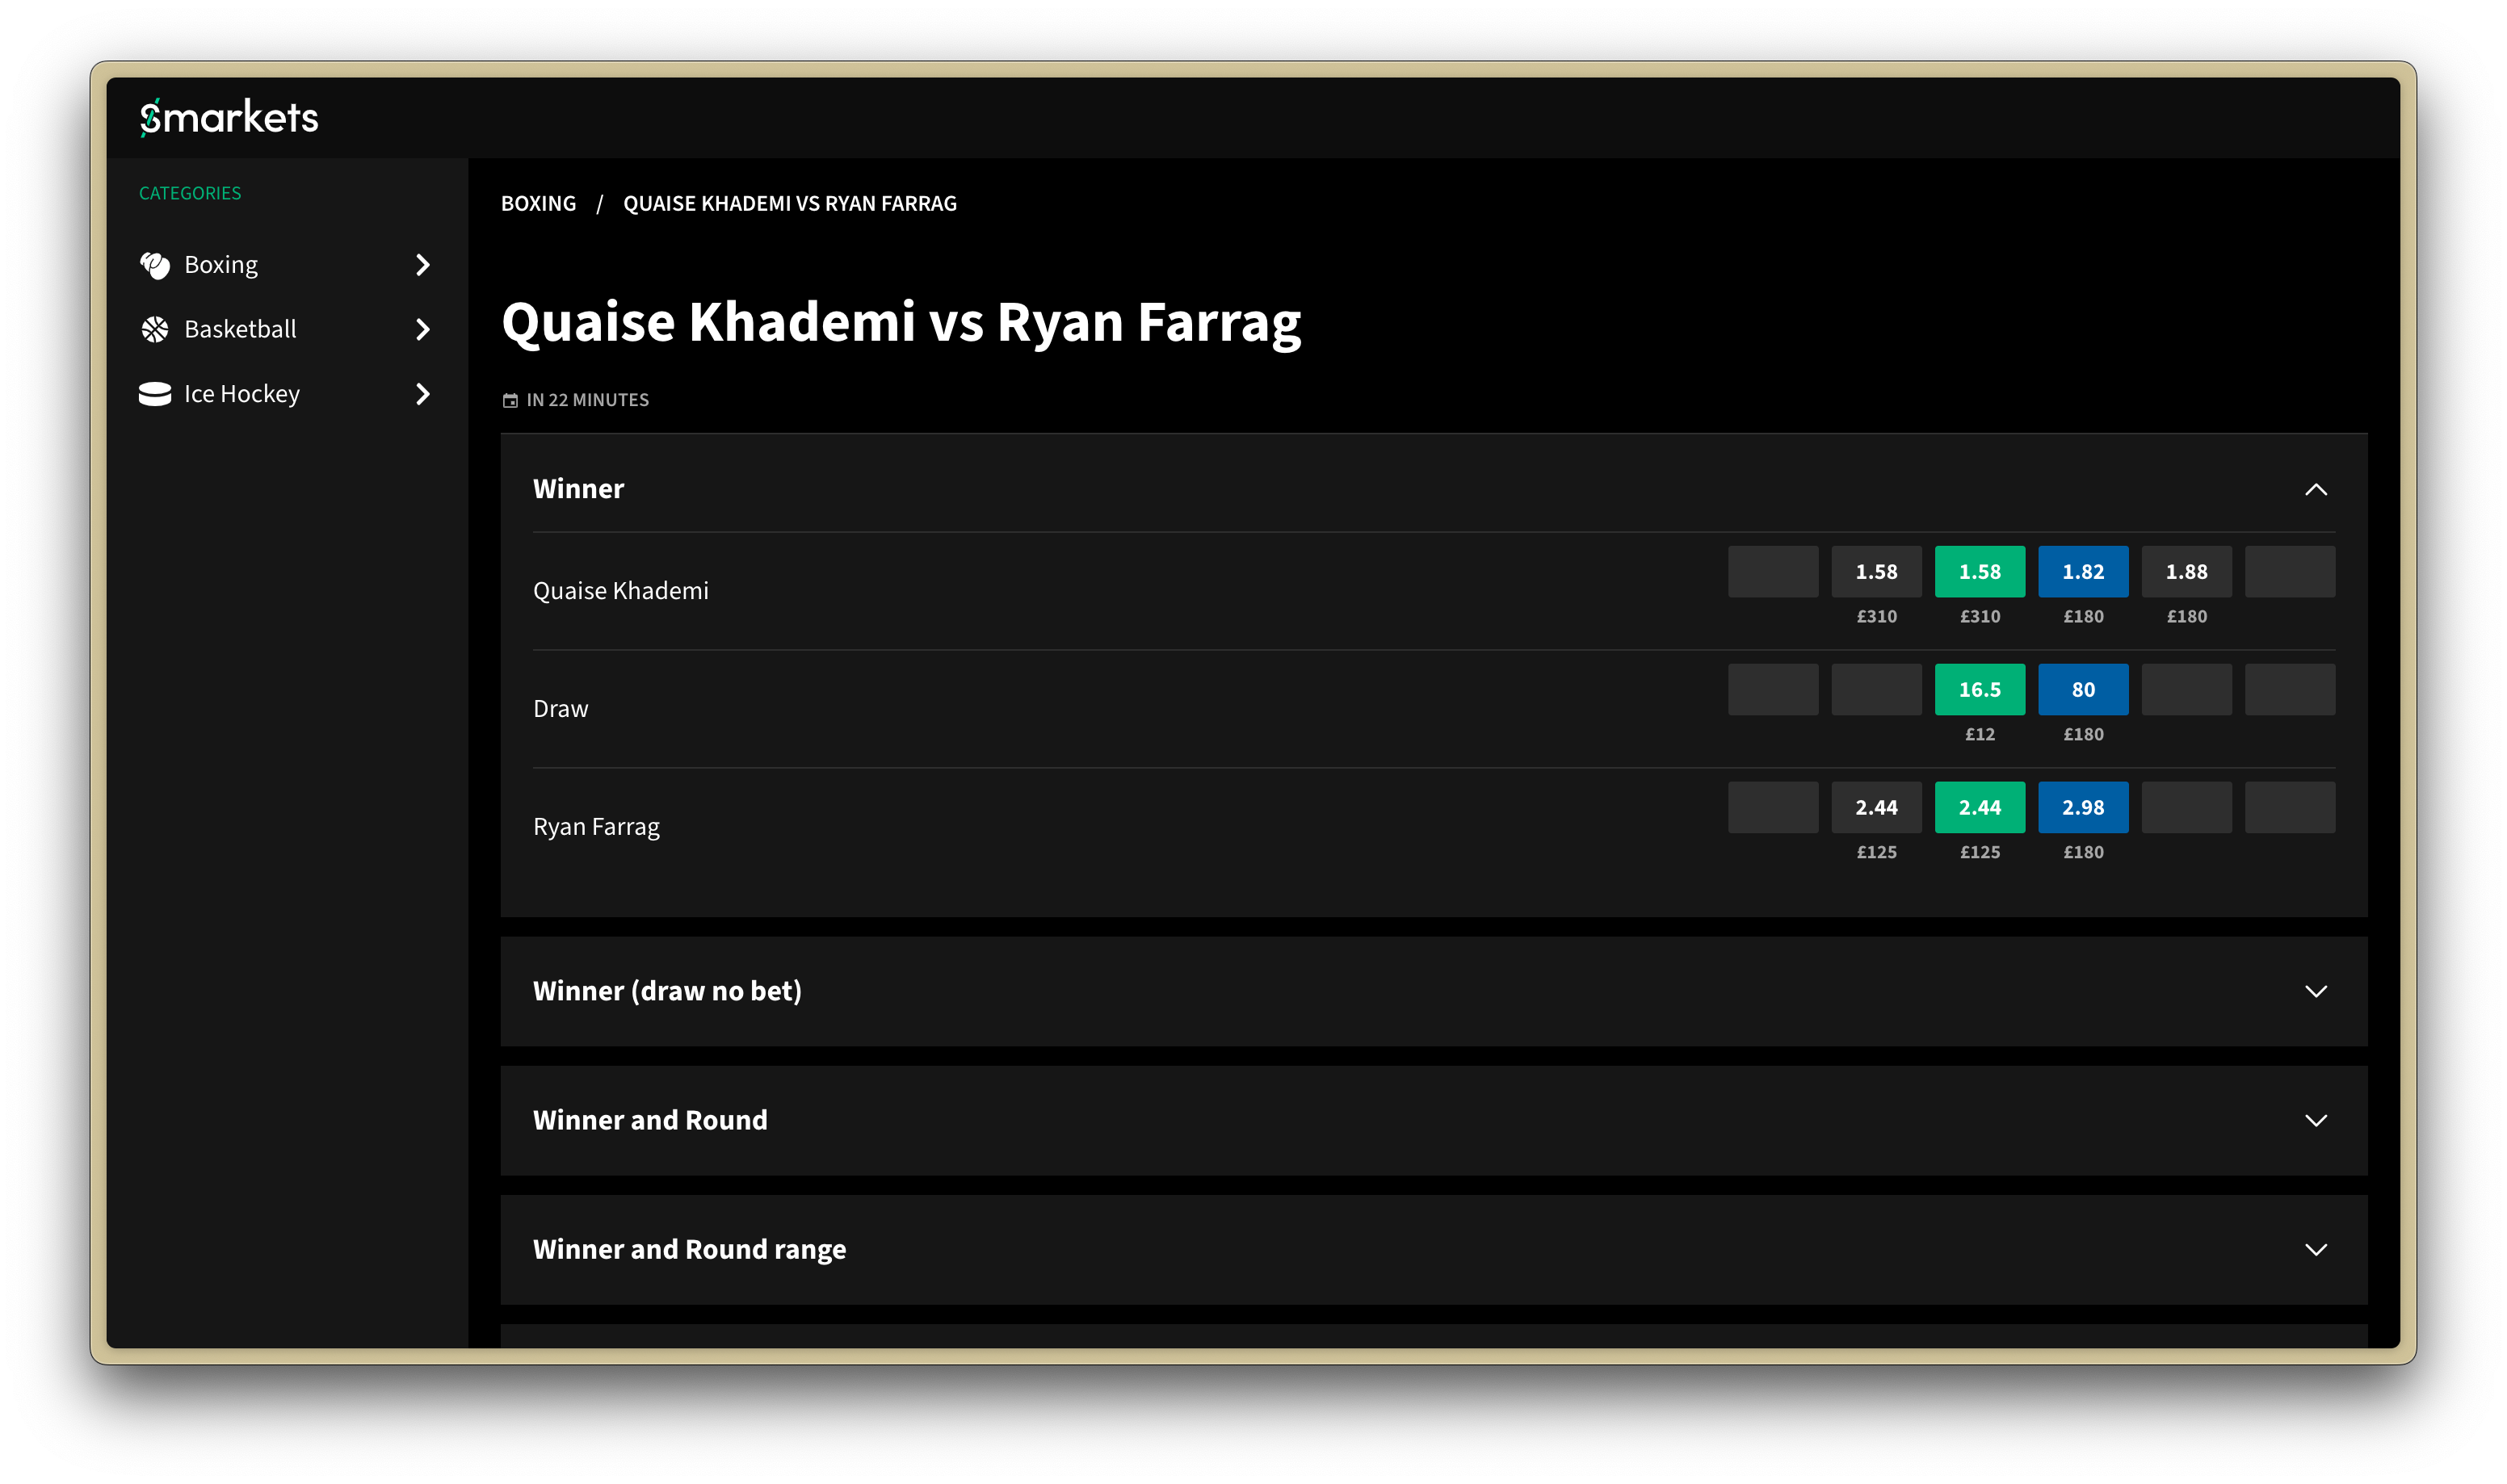 smarkets
CATEGORIES
Boxing
Basketball
Ice Hockey
BOXING / QUAISE KHADEMI VS RYAN FARRAG
Quaise Khademi vs Ryan Farrag
IN 22 MINUTES
Winner
Quaise Khademi 1.58 1.58 1.82 1.88
£310 £310 £180 £180
Draw 16.5 80
£12 £180
Ryan Farrag 2.44 2.44 2.98
£125 £125 £180
Winner (draw no bet)
Winner and Round
Winner and Round range